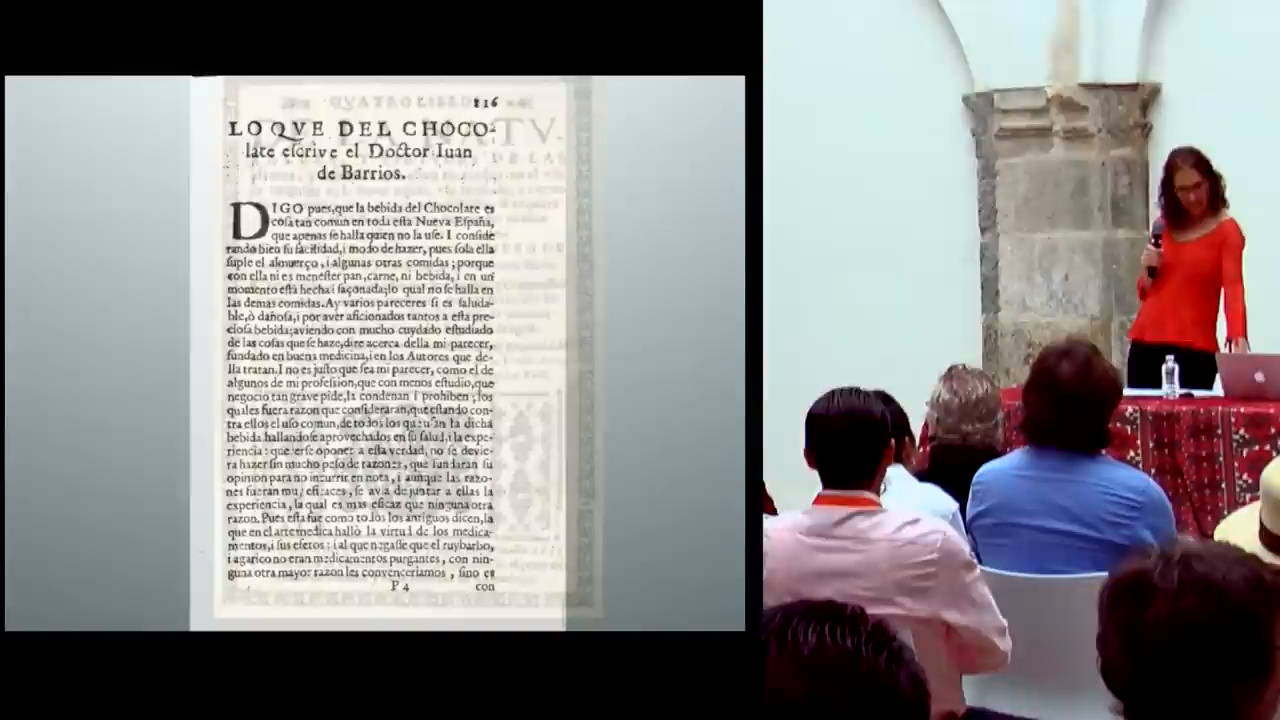 QVATRO LIBRO
116
LO QVE DEL CHOCO-
late eſcrive el Doctor Iuan
de Barrios.
DIGO pues, que la bebida del Chocolate es
coſa tan comun en toda eſta Nueva Eſpaña,
que apenas ſe halla quien no la uſe. I conſide
rando bien ſu facilidad, i modo de hazer, pues ſola ella
ſuple el almuerço, i algunas otras comidas; porque
con ella ni es meneſter pan, carne, ni bebida, i en un
momento eſtà hecha i ſaçonada; lo qual no ſe halla en
las demas comidas. Ay varios pareceres ſi es ſaluda-
ble, ò dañoſa, i por aver aficionados tantos a eſta pre-
cioſa bebida; aviendo con mucho cuydado eſtudiado
de las coſas que ſe haze, dire acerca della mi parecer,
fundado en buena medicina, i en los Autores que de-
lla tratan. I no es juſto que ſea mi parecer, como el de
algunos de mi profeſsion, que con menos eſtudio, que
negocio tan grave pide, la condenan i prohiben; los
quales fuera razon que conſideraran, que eſtando con-
tra ellos el uſo comun, de todos los que uſan la dicha
bebida hallandoſe aprovechados en ſu ſalud, i la expe-
riencia: que rerſe oponer a eſta verdad, no ſe devie-
ra hazer ſin mucho peſo de razones, que fundaran ſu
opinion para no incurrir en nota, i aunque las razo-
nes fueran muy eficaces, ſe avia de juntar a ellas la
experiencia, la qual es mas eficaz que ninguna otra
razon. Pues eſta fue como todos los antiguos dicen, la
que en el arte medica hallò la virtud de los medica-
mentos, i ſus efetos: i al que negaſſe que el ruybarbo,
i agarico no eran medicamentos purgantes, con nin-
guna otra mayor razon les convenceriamos, ſino es
P 4 con